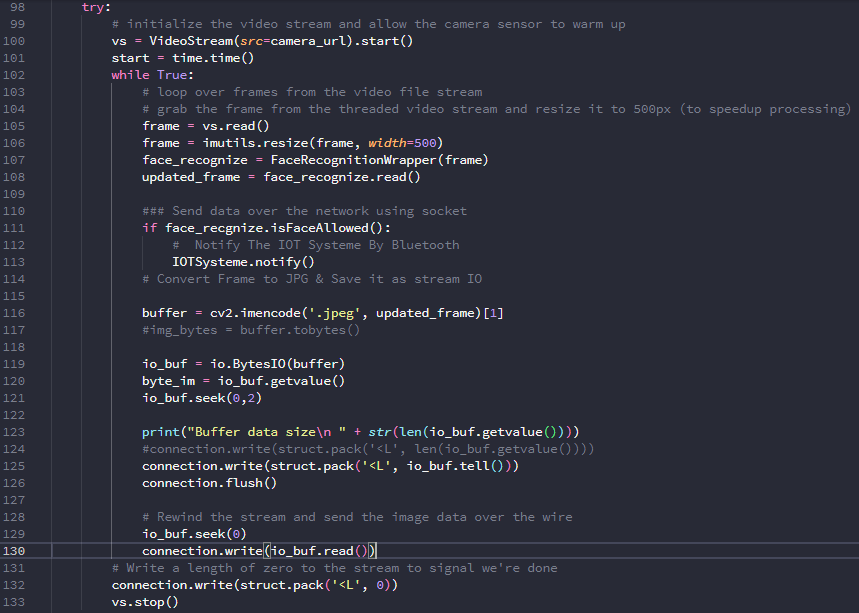 98 try:
99 # initialize the video stream and allow the camera sensor to warm up
100 vs = VideoStream(src=camera_url).start()
101 start = time.time()
102 while True:
103 # loop over frames from the video file stream
104 # grab the frame from the threaded video stream and resize it to 500px (to speedup processing)
105 frame = vs.read()
106 frame = imutils.resize(frame, width=500)
107 face_recognize = FaceRecognitionWrapper(frame)
108 updated_frame = face_recognize.read()
109
110 ### Send data over the network using socket
111 if face_recgnize.isFaceAllowed():
112 #  Notify The IOT Systeme By Bluetooth
113 IOTSysteme.notify()
114 # Convert Frame to JPG & Save it as stream IO
115
116 buffer = cv2.imencode('.jpeg', updated_frame)[1]
117 #img_bytes = buffer.tobytes()
118
119 io_buf = io.BytesIO(buffer)
120 byte_im = io_buf.getvalue()
121 io_buf.seek(0,2)
122
123 print("Buffer data size\n " + str(len(io_buf.getvalue())))
124 #connection.write(struct.pack('<L', len(io_buf.getvalue())))
125 connection.write(struct.pack('<L', io_buf.tell()))
126 connection.flush()
127
128 # Rewind the stream and send the image data over the wire
129 io_buf.seek(0)
130 connection.write(io_buf.read())
131 # Write a length of zero to the stream to signal we're done
132 connection.write(struct.pack('<L', 0))
133 vs.stop()